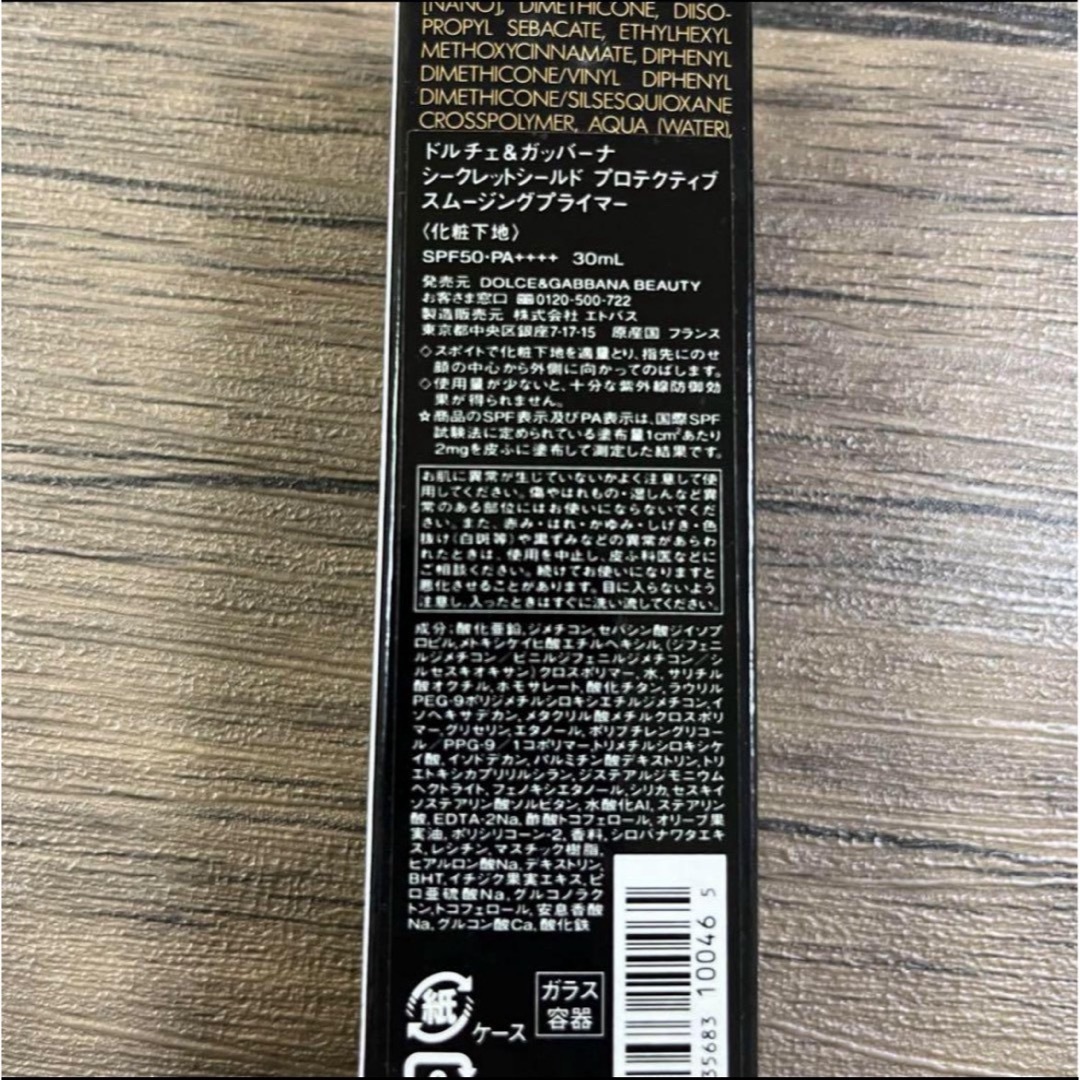 [NANO], DIMETHICONE, DIISO-
PROPYL SEBACATE, ETHYLHEXYL
METHOXYCINNAMATE, DIPHENYL
DIMETHICONE/VINYL DIPHENYL
DIMETHICONE/SILSESQUIOXANE
CROSSPOLYMER, AQUA [WATER],
ドルチェ&ガッバーナ
シークレットシールド プロテクティブ
スムージングプライマー
〈化粧下地〉
SPF50・PA++++ 30mL
発売元 DOLCE&GABBANA BEAUTY
お客さま窓口 0120-500-722
製造販売元 株式会社 エトバス
東京都中央区銀座7-17-15 原産国 フランス
◇スポイトで化粧下地を適量とり、指先にのせ
顔の中心から外側に向かってのばします。
◇使用量が少ないと、十分な紫外線防御効
果が得られません。
☆商品のSPF表示及びPA表示は、国際SPF
試験法に定められている塗布量1cm²あたり
2mgを皮ふに塗布して測定した結果です。
お肌に異常が生じていないかよく注意して使
用してください。傷やはれもの・湿しんなど異
常のある部位にはお使いにならないでくだ
さい。また、赤み・はれ・かゆみ・しげき・色
抜け(白斑等)や黒ずみなどの異常があらわ
れたときは、使用を中止し、皮ふ科医などに
ご相談ください。続けてお使いになりますと
悪化させることがあります。目に入らないよう
注意し、入ったときはすぐに洗い流してください。
成分：酸化亜鉛、ジメチコン、セバシン酸ジイソプ
ロピル、メトキシケイヒ酸エチルヘキシル、(ジフェニ
ルジメチコン／ビニルジフェニルジメチコン／シ
ルセスキオキサン)クロスポリマー、水、サリチル
酸オクチル、ホモサレート、酸化チタン、ラウリル
PEG-9ポリジメチルシロキシエチルジメチコン、イ
ソヘキサデカン、メタクリル酸メチルクロスポリ
マー、グリセリン、エタノール、ポリブチレングリコー
ル／PPG-9／1コポリマー、トリメチルシロキシケ
イ酸、イソドデカン、パルミチン酸デキストリン、トリ
エトキシカプリリルシラン、ジステアルジモニウム
ヘクトライト、フェノキシエタノール、シリカ、セスキイ
ソステアリン酸ソルビタン、水酸化Al、ステアリン
酸、EDTA-2Na、酢酸トコフェロール、オリーブ果
実油、ポリシリコーン-2、香料、シロバナワタエキ
ス、レシチン、マスチック樹脂、
ヒアルロン酸Na、デキストリン、
BHT、イチジク果実エキス、ピ
ロ亜硫酸Na、グルコノラク
トン、トコフェロール、安息香酸
Na、グルコン酸Ca、酸化鉄
紙
ケース
ガラス
容器
35683 10046 5